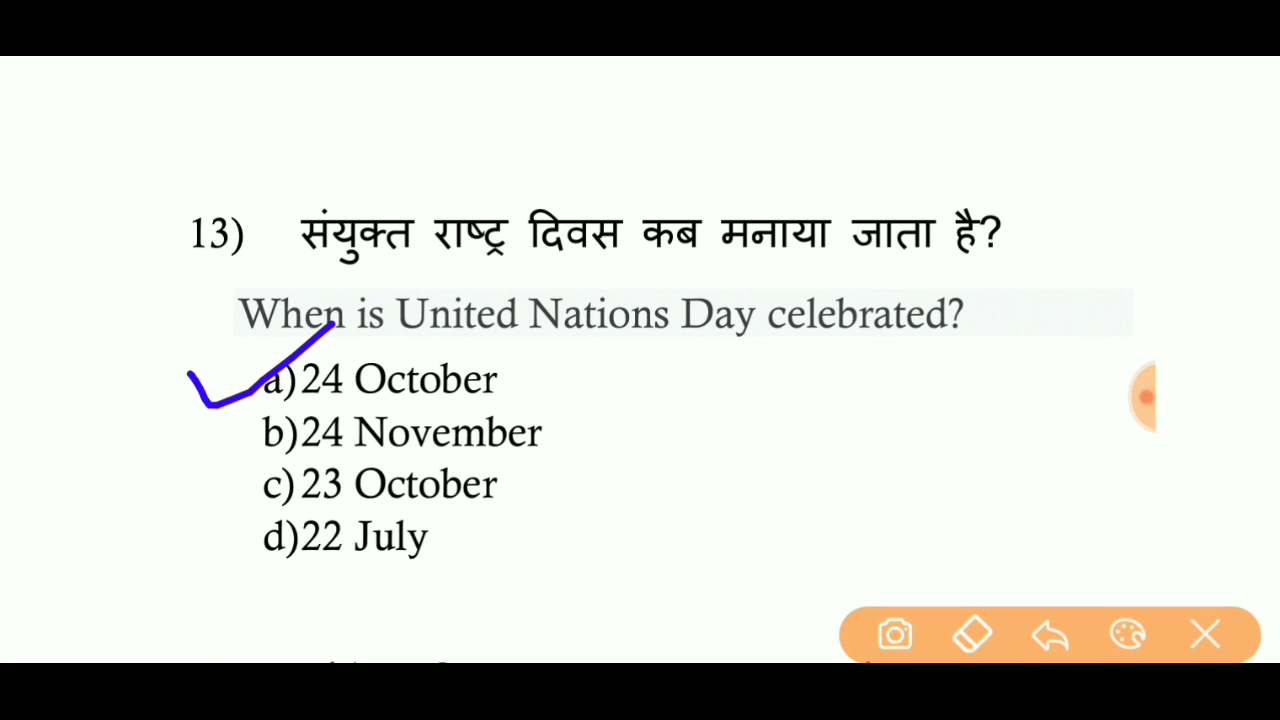 13) संयुक्त राष्ट्र दिवस कब मनाया जाता है?
When is United Nations Day celebrated?
a) 24 October
b) 24 November
c) 23 October
d) 22 July